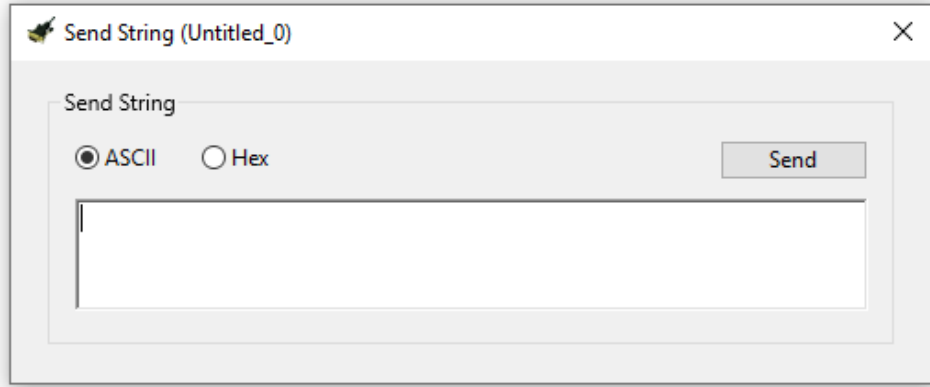 Send String (Untitled_0)
Send String
ASCII Hex Send